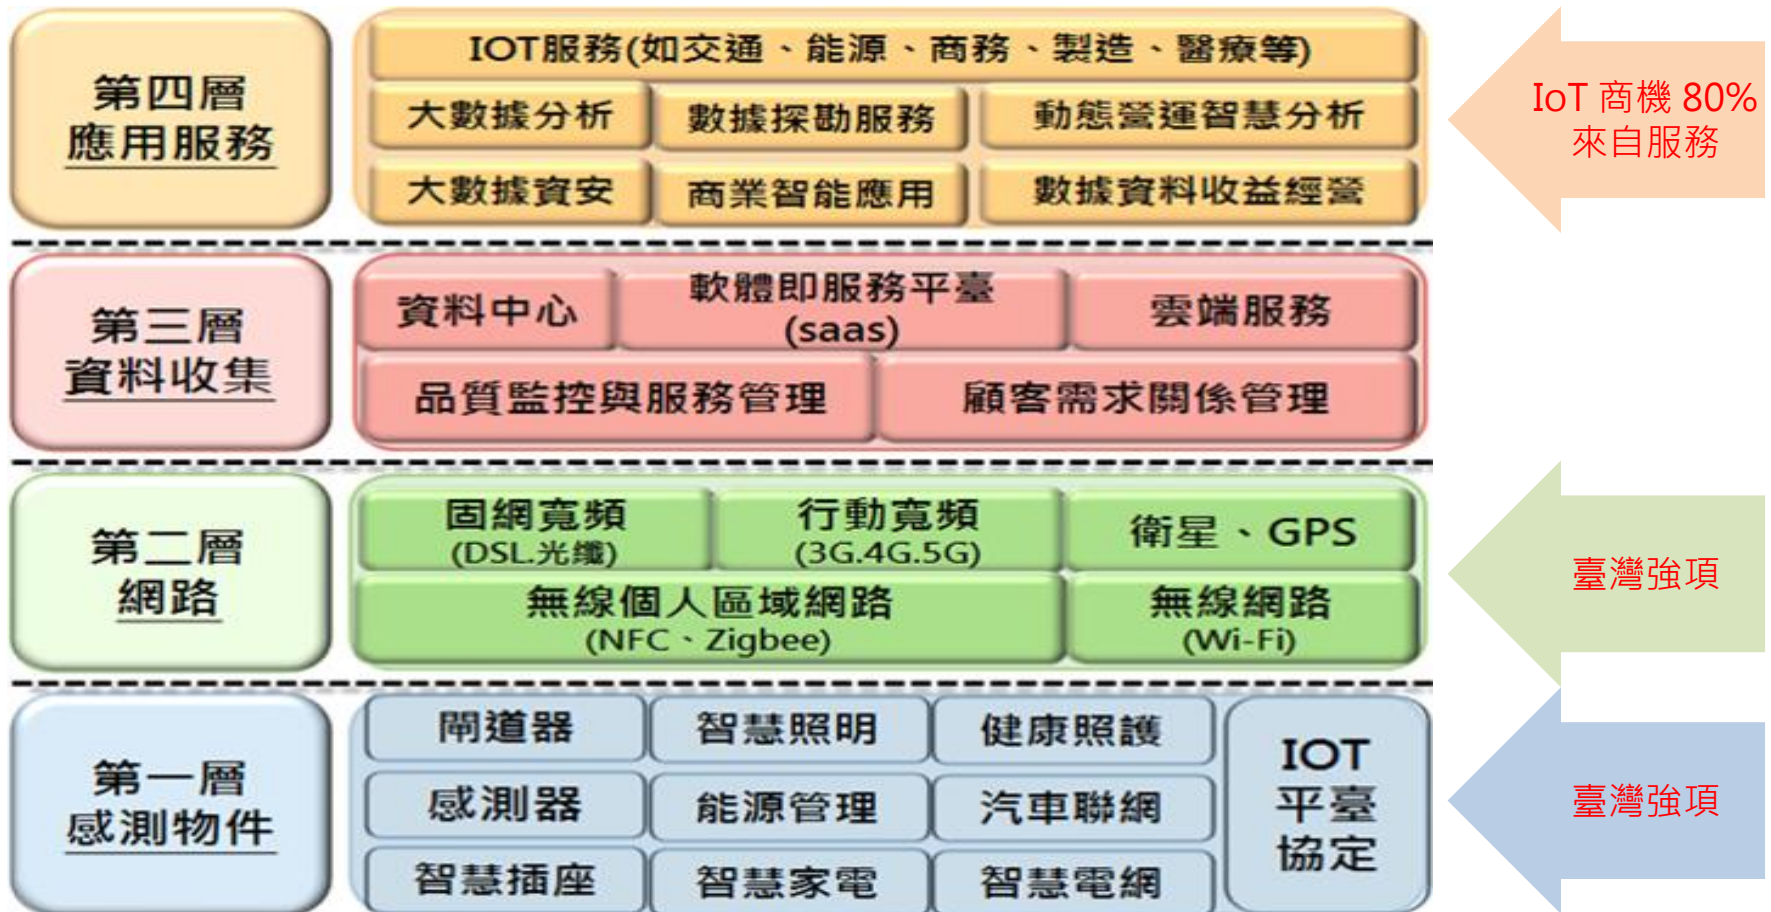 第四層
應用服務
IOT服務(如交通、能源、商務、製造、醫療等)
大數據分析
數據探勘服務
動態營運智慧分析
大數據資安
商業智能應用
數據資料收益經營
IoT 商機 80%
來自服務
第三層
資料收集
資料中心
軟體即服務平臺
(saas)
雲端服務
品質監控與服務管理
顧客需求關係管理
第二層
網路
固網寬頻
(DSL.光纖)
行動寬頻
(3G.4G.5G)
衛星、GPS
無線個人區域網路
(NFC、Zigbee)
無線網路
(Wi-Fi)
臺灣強項
第一層
感測物件
閘道器
智慧照明
健康照護
感測器
能源管理
汽車聯網
智慧插座
智慧家電
智慧電網
IOT
平臺
協定
臺灣強項